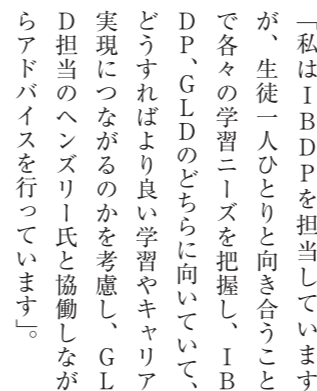 「私はＩＢＤＰを担当しています
が、生徒一人ひとりと向き合うこと
で各々の学習ニーズを把握し、ＩＢ
ＤＰ、ＧＬＤのどちらに向いていて、
どうすればより良い学習やキャリア
実現につながるのかを考慮し、ＧＬ
Ｄ担当のヘンズリー氏と協働しなが
らアドバイスを行っています」。